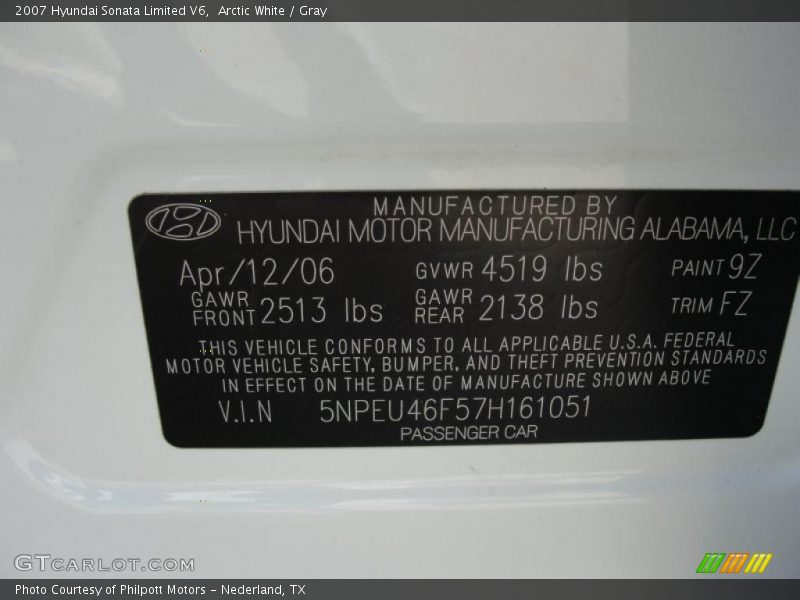 2007 Hyundai Sonata Limited V6,  Arctic White / Gray
MANUFACTURED BY
HYUNDAI MOTOR MANUFACTURING ALABAMA, LLC
Apr/12/06 GVWR 4519 lbs PAINT 9Z
GAWR FRONT 2513 lbs GAWR REAR 2138 lbs TRIM FZ
THIS VEHICLE CONFORMS TO ALL APPLICABLE U.S.A. FEDERAL
MOTOR VEHICLE SAFETY, BUMPER, AND THEFT PREVENTION STANDARDS
IN EFFECT ON THE DATE OF MANUFACTURE SHOWN ABOVE
V.I.N 5NPEU46F57H161051
PASSENGER CAR
GTCARLOT.COM
Photo Courtesy of Philpott Motors - Nederland, TX